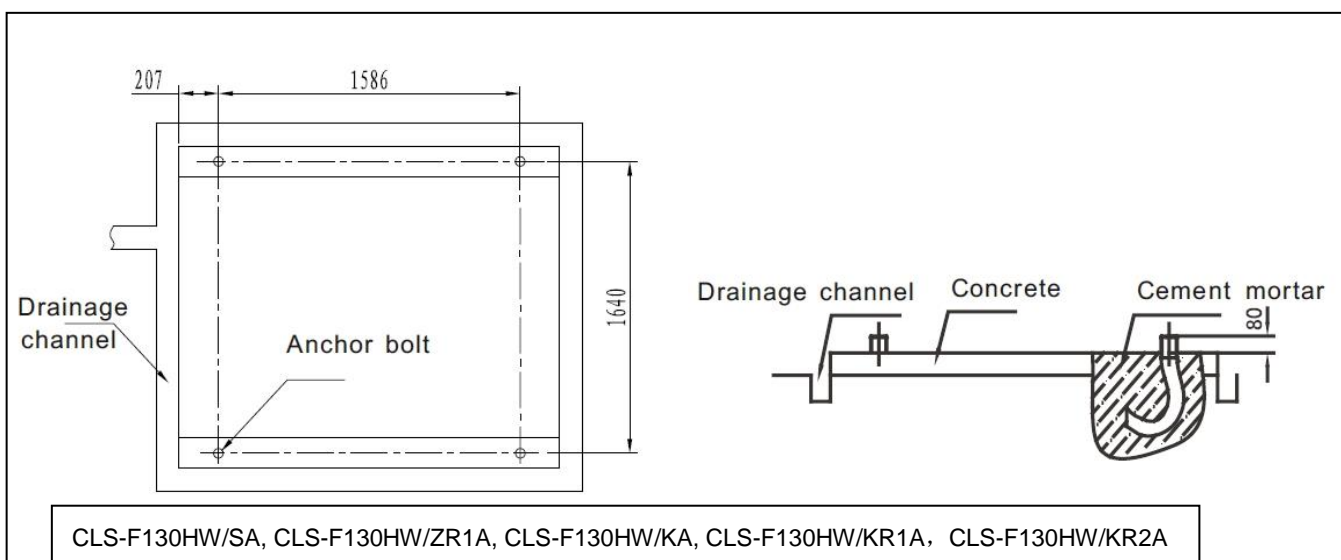 207
1586
1640
Drainage
channel
Anchor bolt
Drainage channel
Concrete
Cement mortar
80
CLS-F130HW/SA, CLS-F130HW/ZR1A, CLS-F130HW/KA, CLS-F130HW/KR1A，CLS-F130HW/KR2A